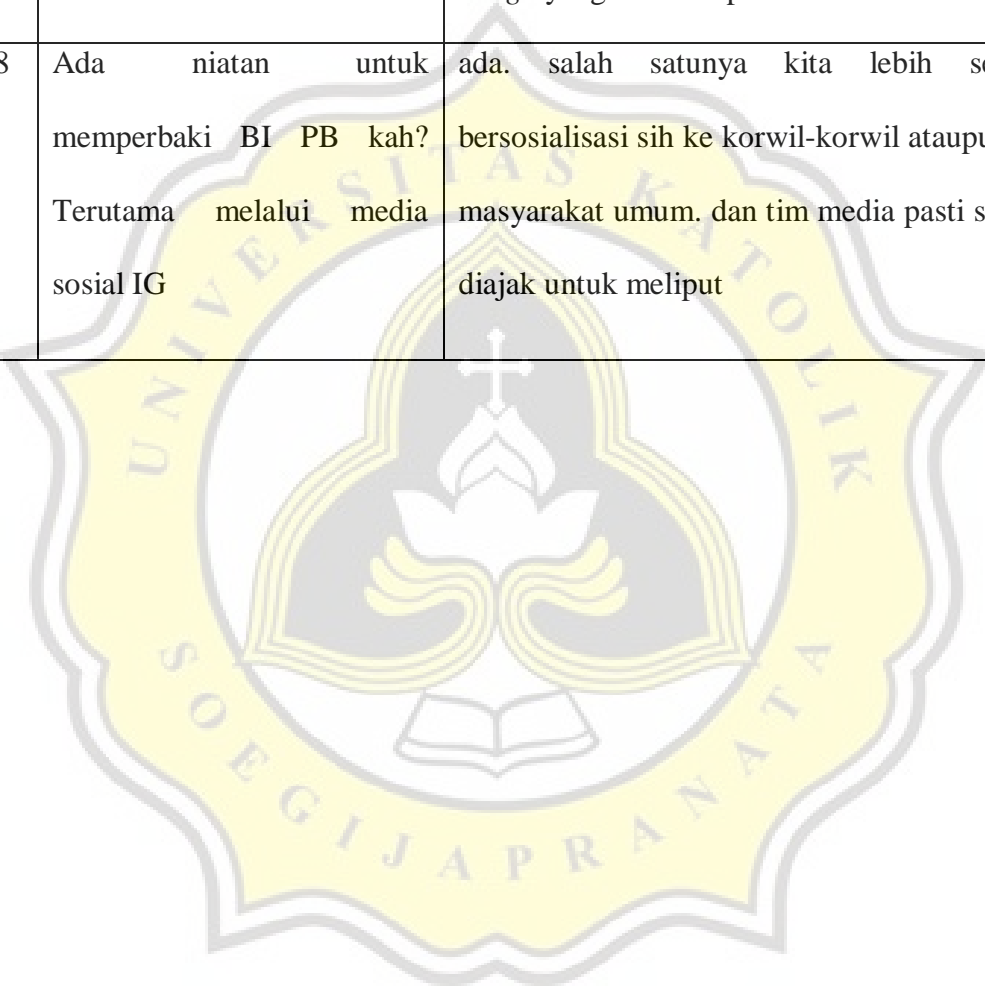 8
Ada niatan untuk
memperbaki BI PB kah?
Terutama melalui media
sosial IG
ada. salah satunya kita lebih
bersosialisasi sih ke korwil-korwil
masyarakat umum. dan tim media pasti
diajak untuk meliput
UNIVERSITAS KATOLIK
SOEGIJAPRANATA